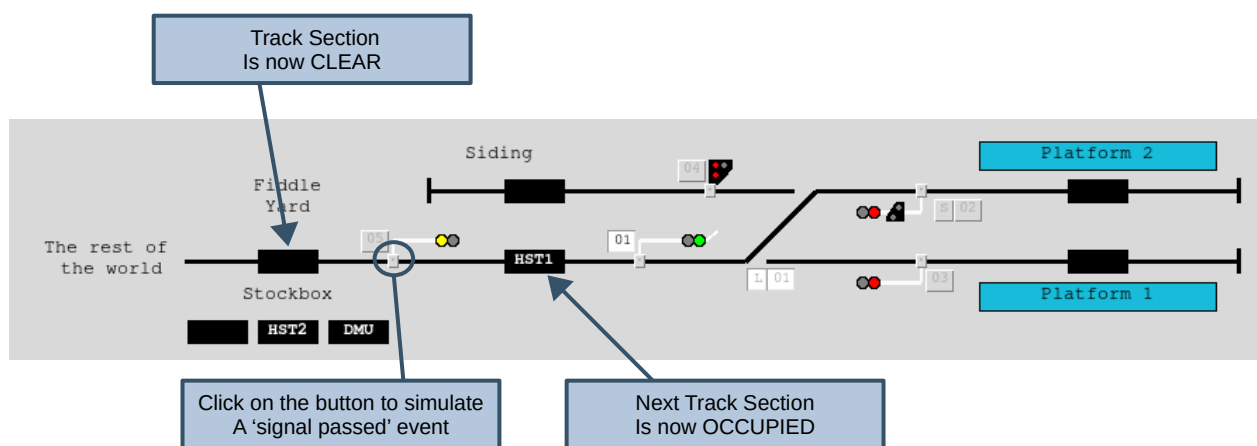 Track Section
Is now CLEAR
Siding
04
Platform 2
Fiddle
Yard
S 02
05
01
The rest of
the world
HST1
L 01
03
Stockbox
Platform 1
HST2 DMU
Click on the button to simulate
A ‘signal passed’ event
Next Track Section
Is now OCCUPIED